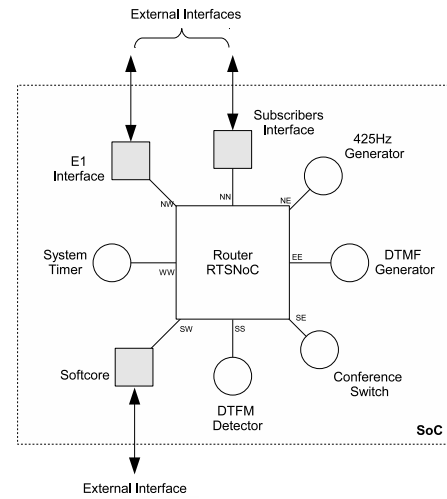 External Interfaces
Subscribers
Interface
425Hz
Generator
E1
Interface
NW
NN
NE
System
Timer
WW
Router
RTSNoC
EE
DTMF
Generator
SW
SS
SE
Softcore
DTFM
Detector
Conference
Switch
SoC
External Interface